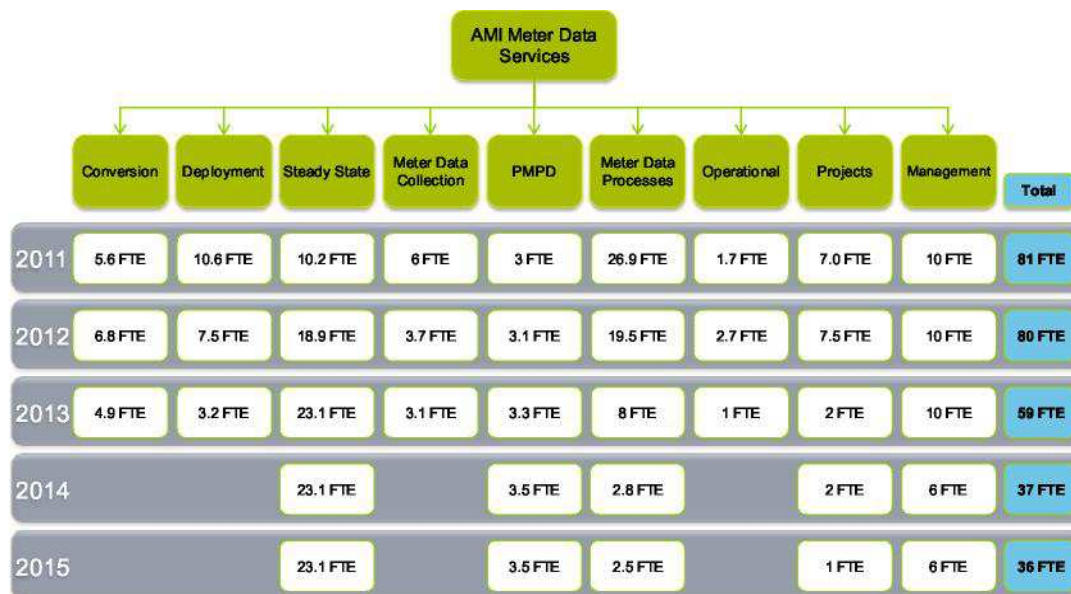 AMI Meter Data
Services
Conversion
Deployment
Steady State
Meter Data
Collection
PMPD
Meter Data
Processes
Operational
Projects
Management
Total
2011
5.6 FTE
10.6 FTE
10.2 FTE
6 FTE
3 FTE
26.9 FTE
1.7 FTE
7.0 FTE
10 FTE
81 FTE
2012
6.8 FTE
7.5 FTE
18.9 FTE
3.7 FTE
3.1 FTE
19.5 FTE
2.7 FTE
7.5 FTE
10 FTE
80 FTE
2013
4.9 FTE
3.2 FTE
23.1 FTE
3.1 FTE
3.3 FTE
8 FTE
1 FTE
2 FTE
10 FTE
59 FTE
2014
23.1 FTE
3.5 FTE
2.8 FTE
2 FTE
6 FTE
37 FTE
2015
23.1 FTE
3.5 FTE
2.5 FTE
1 FTE
6 FTE
36 FTE